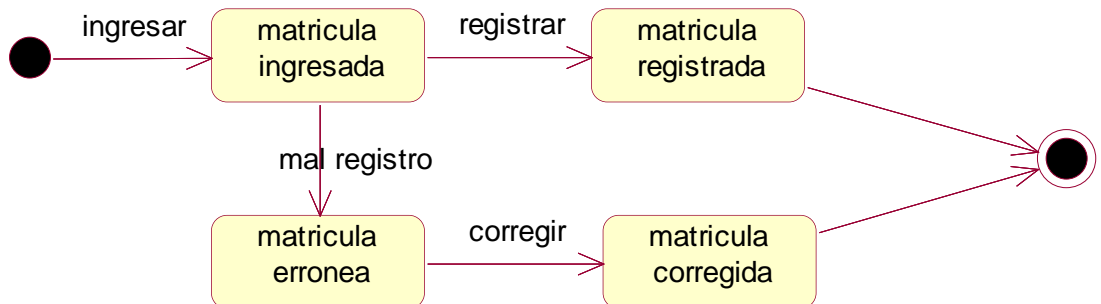 ingresar
matricula
ingresada
registrar
matricula
registrada
mal registro
matricula
erronea
corregir
matricula
corregida